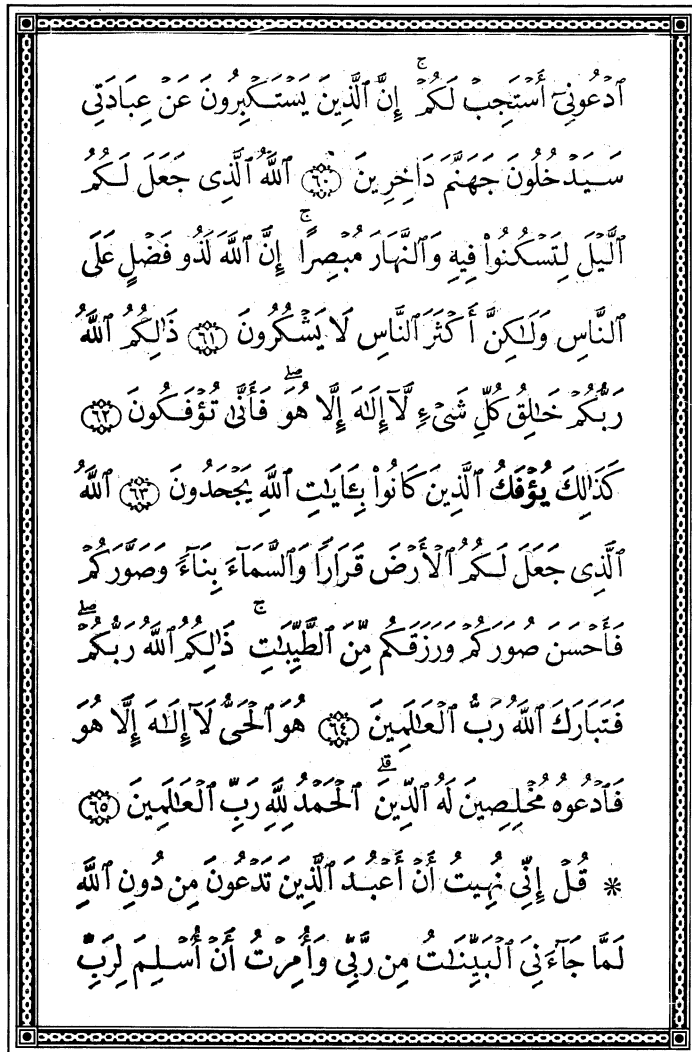 ٱدۡعُونِيٓ أَسۡتَجِبۡ لَكُمۡۚ إِنَّ ٱلَّذِينَ يَسۡتَكۡبِرُونَ عَنۡ عِبَادَتِي
سَيَدۡخُلُونَ جَهَنَّمَ دَاخِرِينَ ﴿٦٠﴾ ٱللَّهُ ٱلَّذِي جَعَلَ لَكُمُ
ٱلَّيۡلَ لِتَسۡكُنُواْ فِيهِ وَٱلنَّهَارَ مُبۡصِرًاۚ إِنَّ ٱللَّهَ لَذُو فَضۡلٍ عَلَى
ٱلنَّاسِ وَلَٰكِنَّ أَكۡثَرَ ٱلنَّاسِ لَا يَشۡكُرُونَ ﴿٦١﴾ ذَٰلِكُمُ ٱللَّهُ
رَبُّكُمۡ خَٰلِقُ كُلِّ شَيۡءٍ لَّآ إِلَٰهَ إِلَّا هُوَۖ فَأَنَّىٰ تُؤۡفَكُونَ ﴿٦٢﴾
كَذَٰلِكَ يُؤۡفَكُ ٱلَّذِينَ كَانُواْ بِـَٔايَٰتِ ٱللَّهِ يَجۡحَدُونَ ﴿٦٣﴾ ٱللَّهُ
ٱلَّذِي جَعَلَ لَكُمُ ٱلۡأَرۡضَ قَرَارًا وَٱلسَّمَآءَ بِنَآءً وَصَوَّرَكُمۡ
فَأَحۡسَنَ صُوَرَكُمۡ وَرَزَقَكُم مِّنَ ٱلطَّيِّبَٰتِۚ ذَٰلِكُمُ ٱللَّهُ رَبُّكُمۡۖ
فَتَبَارَكَ ٱللَّهُ رَبُّ ٱلۡعَٰلَمِينَ ﴿٦٤﴾ هُوَ ٱلۡحَيُّ لَآ إِلَٰهَ إِلَّا هُوَ
فَٱدۡعُوهُ مُخۡلِصِينَ لَهُ ٱلدِّينَۗ ٱلۡحَمۡدُ لِلَّهِ رَبِّ ٱلۡعَٰلَمِينَ ﴿٦٥﴾
* قُلۡ إِنِّي نُهِيتُ أَنۡ أَعۡبُدَ ٱلَّذِينَ تَدۡعُونَ مِن دُونِ ٱللَّهِ
لَمَّا جَآءَنِيَ ٱلۡبَيِّنَٰتُ مِن رَّبِّي وَأُمِرۡتُ أَنۡ أُسۡلِمَ لِرَبِّ